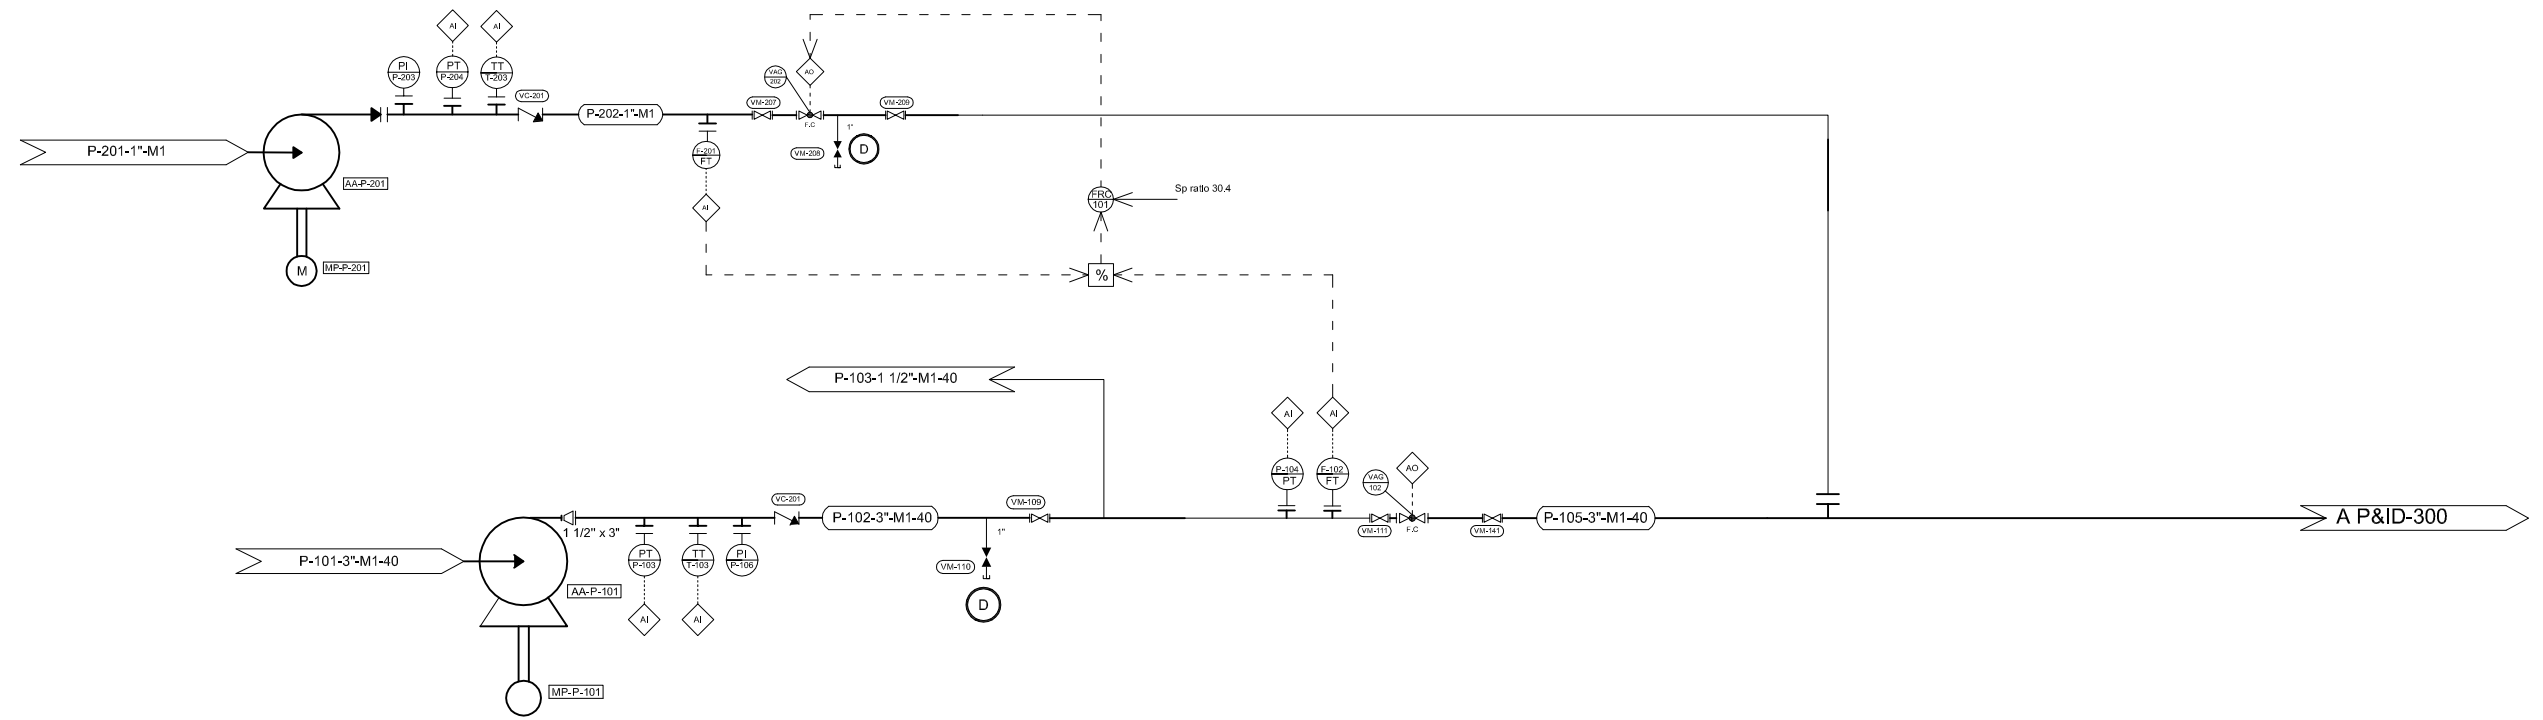 AI
AI
PI
P-203
PT
P-204
TT
T-203
VC-201
P-202-1"-M1
VM-207
VAG
202
AO
F.C
VM-209
1"
VM-208
D
P-201-1"-M1
AA-P-201
M
MP-P-201
F-201
FT
AI
FRC
101
Sp ratio 30.4
%
P-103-1 1/2"-M1-40
AI
AI
P-104
PT
F-102
FT
VAG
102
AO
VM-111
F.C
VM-141
P-105-3"-M1-40
A P&ID-300
VC-201
P-102-3"-M1-40
VM-109
1"
VM-110
D
1 1/2" x 3"
P-101-3"-M1-40
AA-P-101
PT
P-103
TT
T-103
PI
P-106
AI
AI
MP-P-101